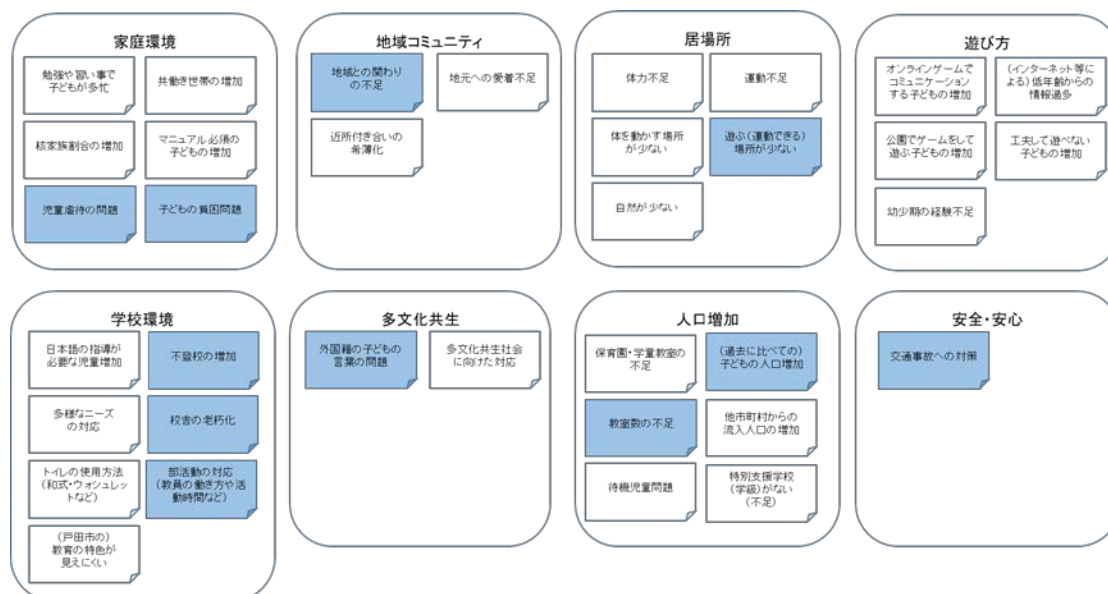 家庭環境
勉強や習い事で
子どもが多忙
共働き世帯の増加
核家族割合の増加
マニュアル必須の
子どもの増加
児童虐待の問題
子どもの貧困問題
地域コミュニティ
地域との関わり
の不足
地元への愛着不足
近所付き合いの
希薄化
居場所
体力不足
運動不足
体を動かす場所
が少ない
遊ぶ(運動できる)
場所が少ない
自然が少ない
遊び方
オンラインゲームで
コミュニケーション
する子どもの増加
(インターネット等
による)低年齢からの
情報過多
公園でゲームをして
遊ぶ子どもの増加
工夫して遊べない
子どもの増加
幼少期の経験不足
学校環境
日本語の指導が
必要な児童増加
不登校の増加
多様なニーズ
の対応
校舎の老朽化
トイレの使用方法
(和式・ウォシュレッ
トなど)
部活動の対応
(教員の働き方や活
動時間など)
(戸田市の)
教育の特色が
見えにくい
多文化共生
外国籍の子どもの
言葉の問題
多文化共生社会
に向けた対応
人口増加
保育園・学童教室の
不足
(過去に比べての)
子どもの人口増加
教室数の不足
他市町村からの
流入人口の増加
待機児童問題
特別支援学校
(学級)がない
(不足)
安全・安心
交通事故への対策